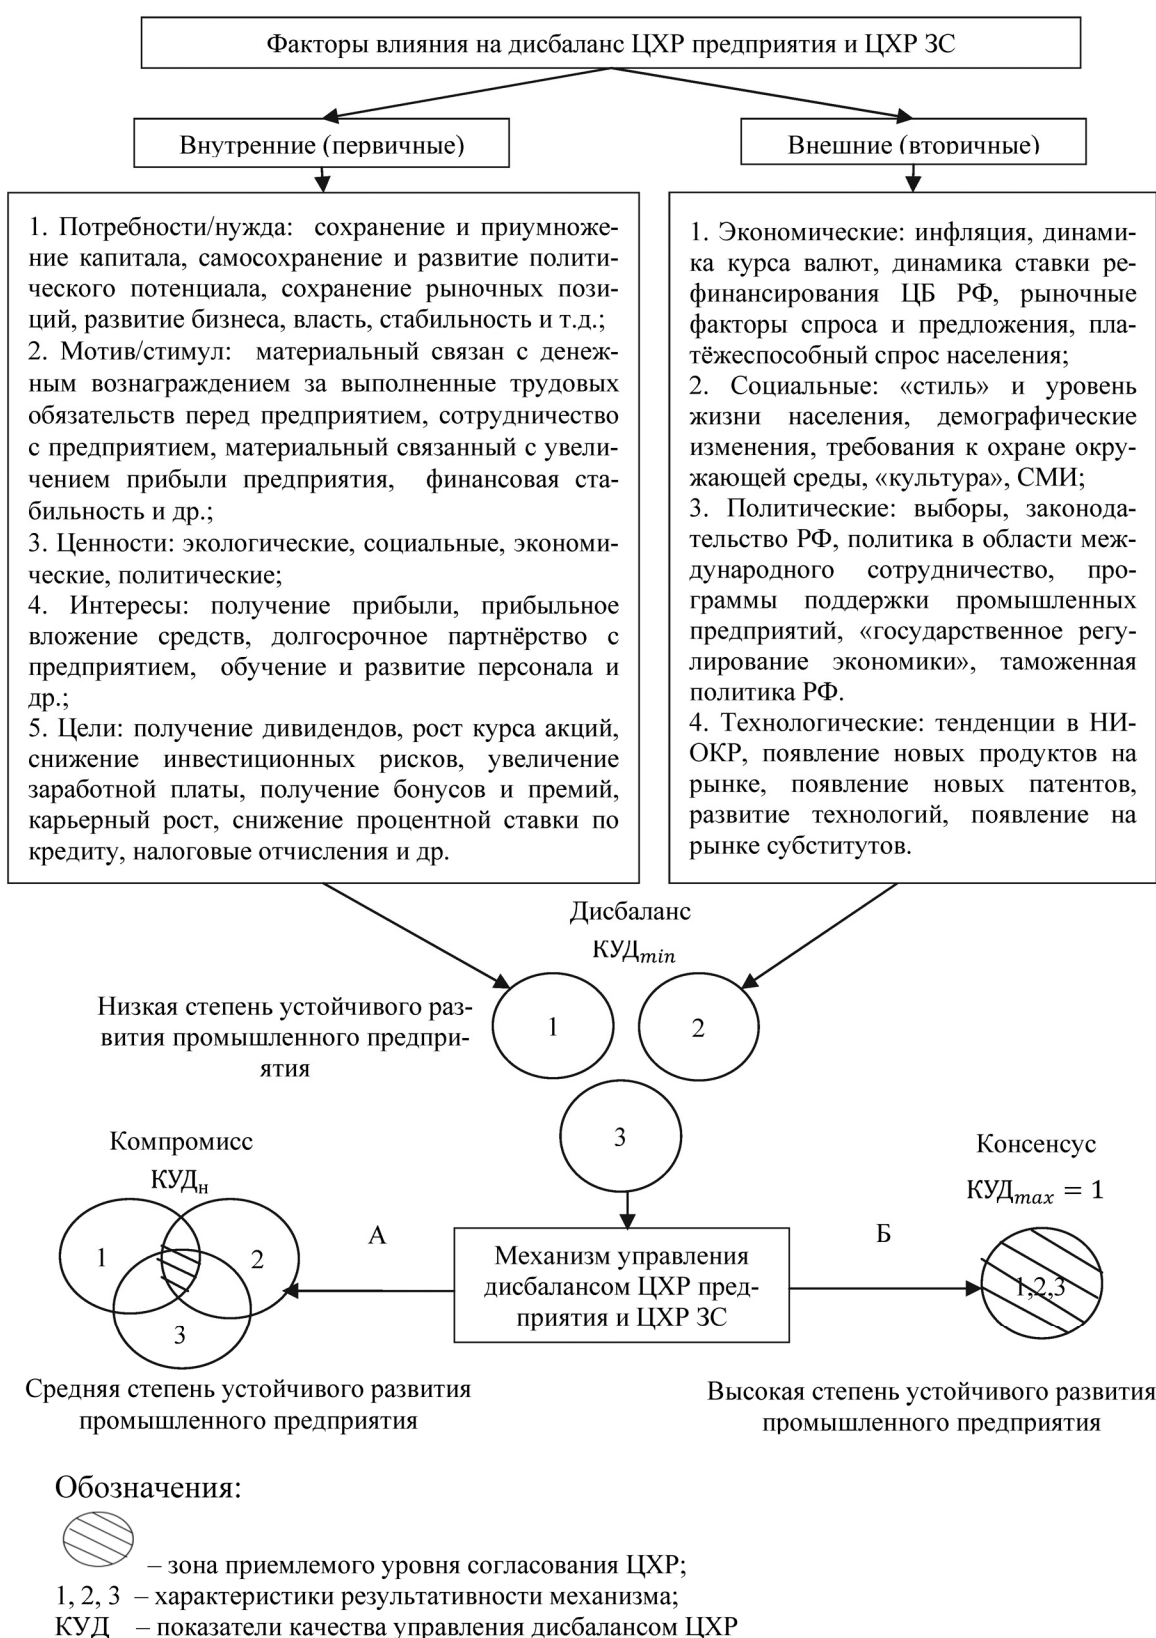 Факторы влияния на дисбаланс ЦХР предприятия и ЦХР ЗС
Внутренние (первичные)
Внешние (вторичные)
1. Потребности/нужда: сохранение и приумноже-
ние капитала, самосохранение и развитие полити-
ческого потенциала, сохранение рыночных пози-
ций, развитие бизнеса, власть, стабильность и т.д.;
2. Мотив/стимул: материальный связан с денеж-
ным вознаграждением за выполненные трудовых
обязательств перед предприятием, сотрудничество
с предприятием, материальный связанный с увели-
чением прибыли предприятия, финансовая ста-
бильность и др.;
3. Ценности: экологические, социальные, экономи-
ческие, политические;
4. Интересы: получение прибыли, прибыльное
вложение средств, долгосрочное партнёрство с
предприятием, обучение и развитие персонала и
др.;
5. Цели: получение дивидендов, рост курса акций,
снижение инвестиционных рисков, увеличение
заработной платы, получение бонусов и премий,
карьерный рост, снижение процентной ставки по
кредиту, налоговые отчисления и др.
1. Экономические: инфляция, динами-
ка курса валют, динамика ставки ре-
финансирования ЦБ РФ, рыночные
факторы спроса и предложения, пла-
тёжеспособный спрос населения;
2. Социальные: «стиль» и уровень
жизни населения, демографические
изменения, требования к охране окру-
жающей среды, «культура», СМИ;
3. Политические: выборы, законода-
тельство РФ, политика в области меж-
дународного сотрудничество, про-
граммы поддержки промышленных
предприятий, «государственное регу-
лирование экономики», таможенная
политика РФ.
4. Технологические: тенденции в НИ-
ОКР, появление новых продуктов на
рынке, появление новых патентов,
развитие технологий, появление на
рынке субститутов.
Дисбаланс
КУДmin
Низкая степень устойчивого раз-
вития промышленного предпри-
ятия
1
2
3
Компромисс
КУДн
1
2
3
А
Механизм управления
дисбалансом ЦХР пред-
приятия и ЦХР ЗС
Б
Консенсус
КУДmax = 1
1,2,3
Средняя степень устойчивого развития
промышленного предприятия
Высокая степень устойчивого развития
промышленного предприятия
Обозначения:
– зона приемлемого уровня согласования ЦХР;
1, 2, 3 – характеристики результативности механизма;
КУД – показатели качества управления дисбалансом ЦХР